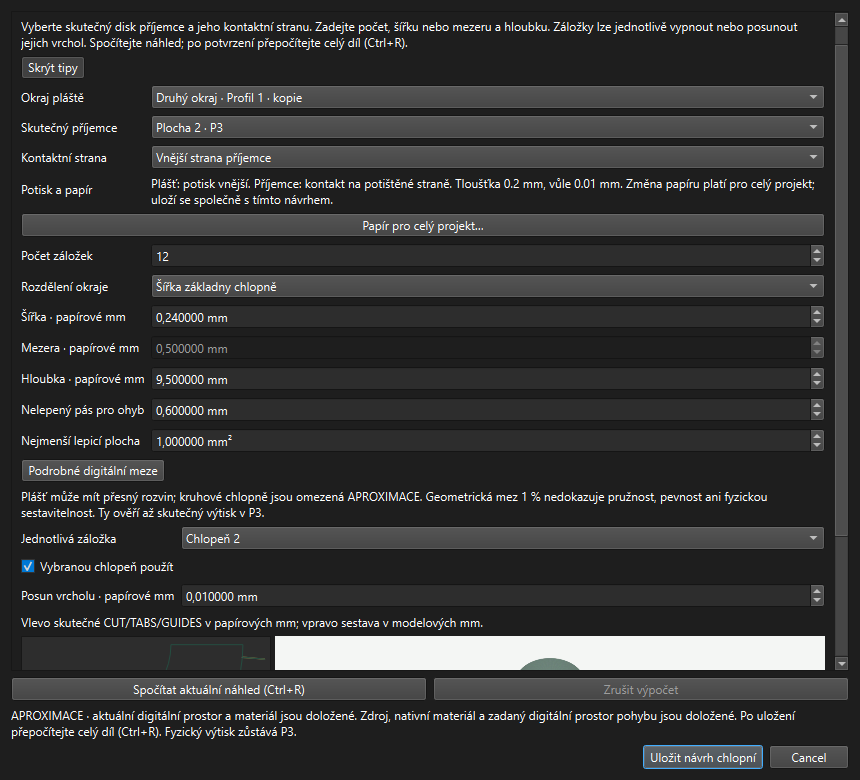 Vyberte skutečný disk příjemce a jeho kontaktní stranu. Zadejte počet, šířku nebo mezeru a hloubku. Záložky lze jednotlivě vypnout nebo posunout
jejich vrchol. Spočítejte náhled; po potvrzení přepočítejte celý díl (Ctrl+R).
Skrýt tipy
Okraj pláště Druhý okraj · Profil 1 · kopie
Skutečný příjemce Plocha 2 · P3
Kontaktní strana Vnější strana příjemce
Potisk a papír Plášť: potisk vnější. Příjemce: kontakt na potištěné straně. Tloušťka 0.2 mm, vůle 0.01 mm. Změna papíru platí pro celý projekt;
uloží se společně s tímto návrhem.
Papír pro celý projekt...
Počet záložek 12
Rozdělení okraje Šířka základny chlopně
Šířka · papírové mm 0,240000 mm
Mezera · papírové mm 0,500000 mm
Hloubka · papírové mm 9,500000 mm
Nelepený pás pro ohyb 0,600000 mm
Nejmenší lepicí plocha 1,000000 mm²
Podrobné digitální meze
Plášť může mít přesný rozvin; kruhové chlopně jsou omezená APROXIMACE. Geometrická mez 1 % nedokazuje pružnost, pevnost ani fyzickou
sestavitelnost. Ty ověří až skutečný výtisk v P3.
Jednotlivá záložka Chlopeň 2
Vybranou chlopeň použít
Posun vrcholu · papírové mm 0,010000 mm
Vlevo skutečné CUT/TABS/GUIDES v papírových mm; vpravo sestava v modelových mm.
Spočítat aktuální náhled (Ctrl+R) Zrušit výpočet
APROXIMACE · aktuální digitální prostor a materiál jsou doložené. Zdroj, nativní materiál a zadaný digitální prostor pohybu jsou doložené. Po uložení
přepočítejte celý díl (Ctrl+R). Fyzický výtisk zůstává P3.
Uložit návrh chlopní Cancel